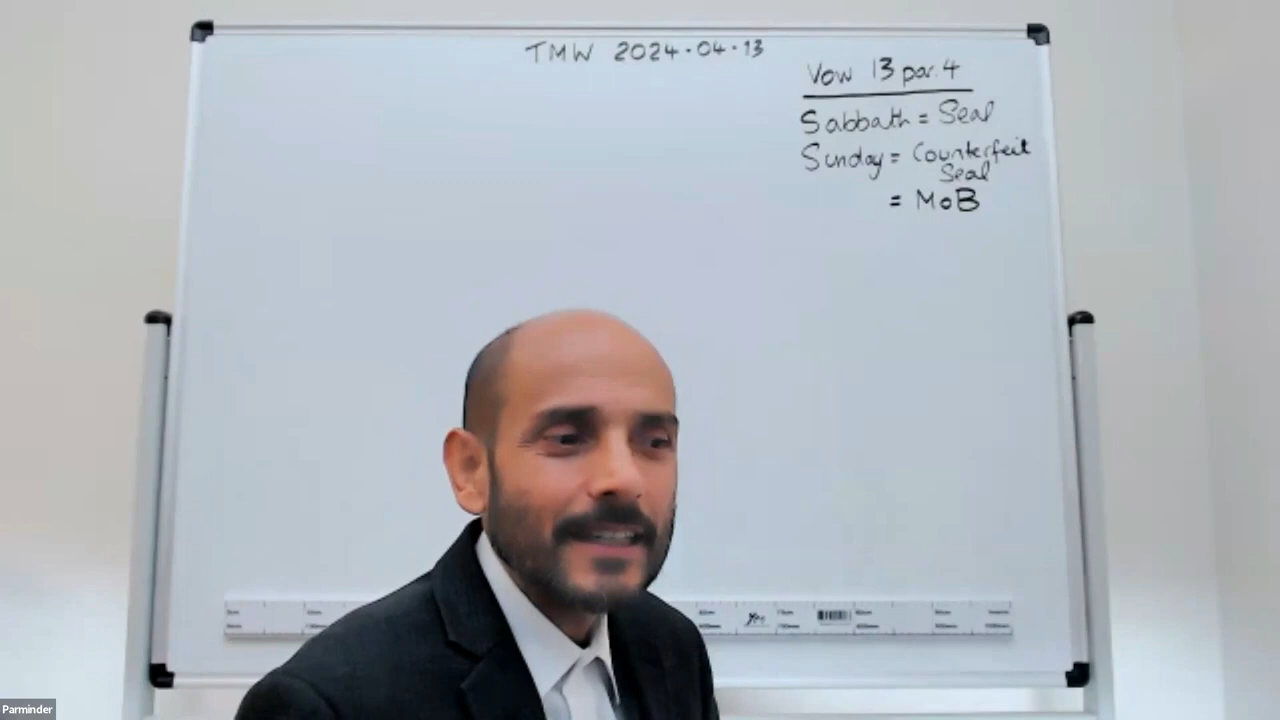 TMW 2024.04.13
Vow 13 par. 4
Sabbath = Seal
Sunday = Counterfeit
Seal
= MoB
Parminder